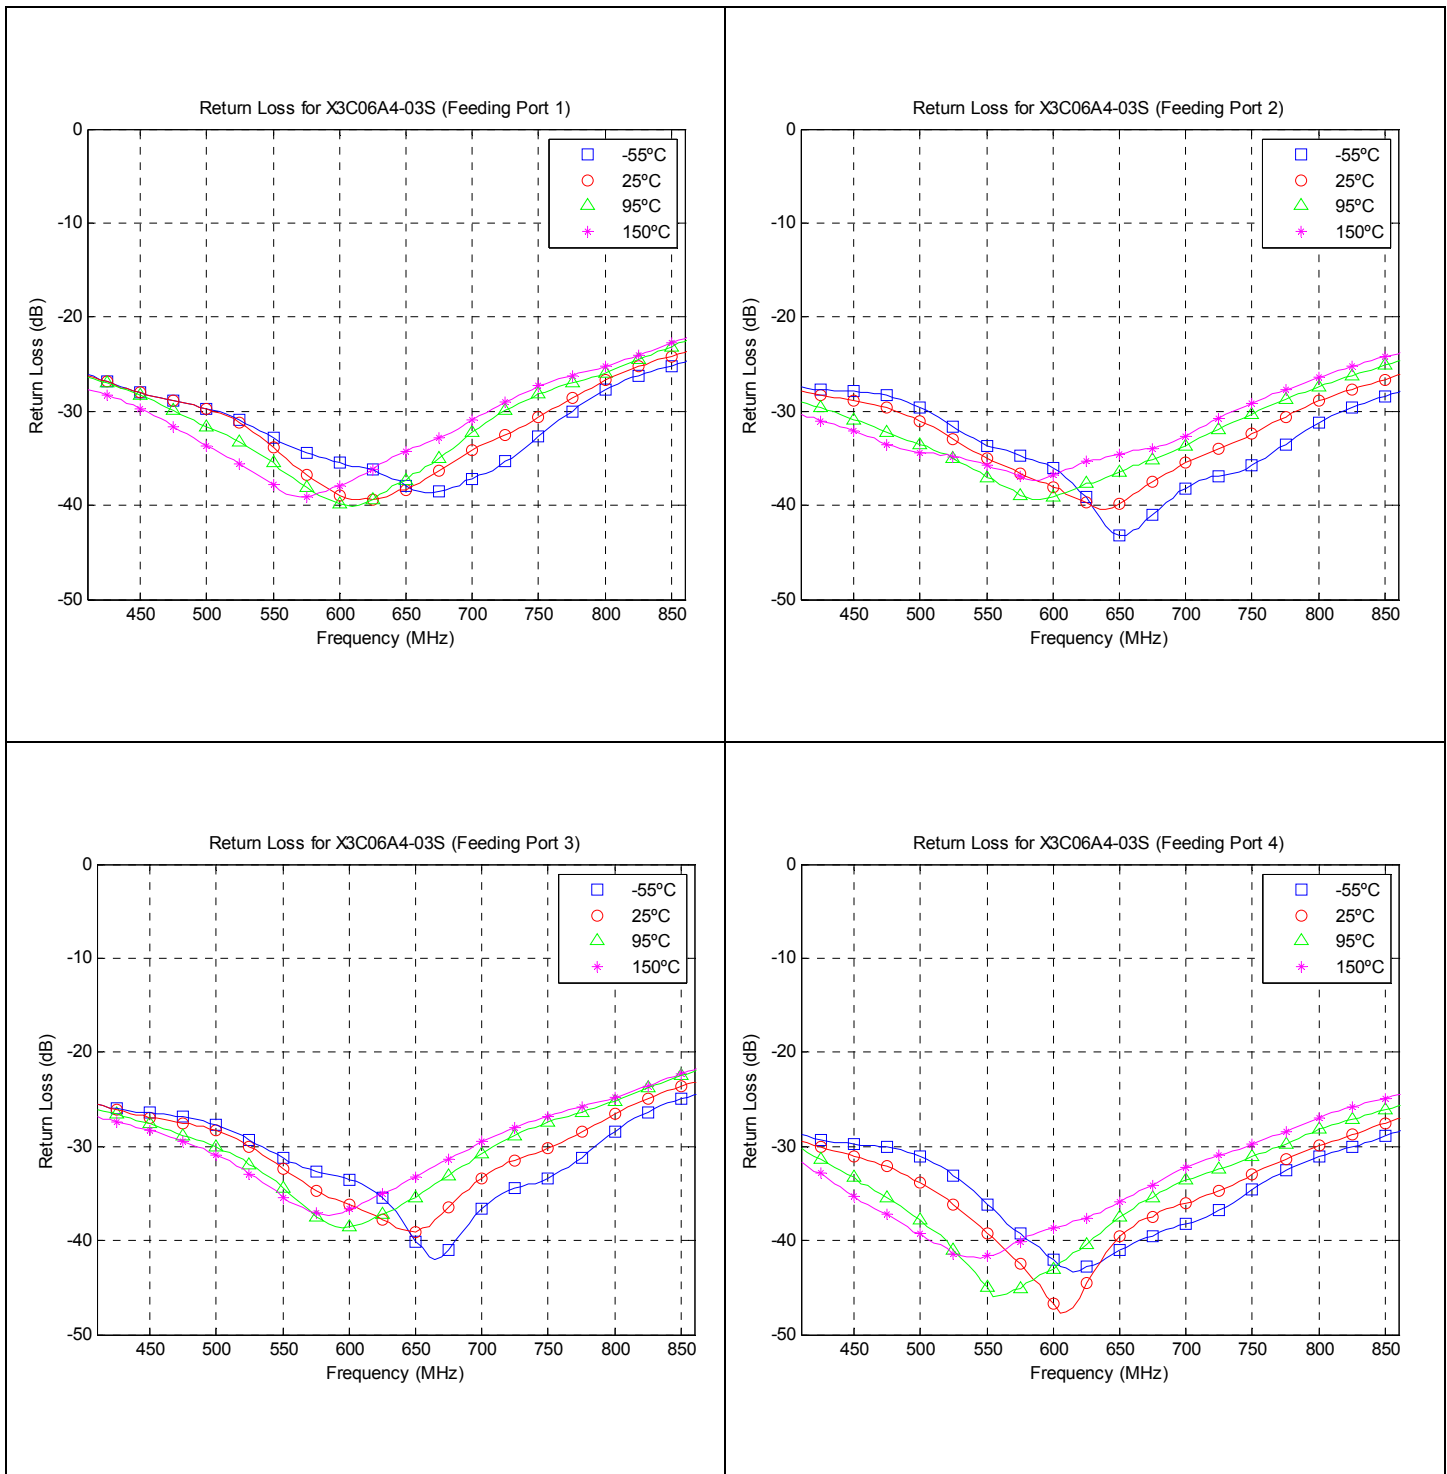 Return Loss for X3C06A4-03S (Feeding Port 1)
0
-10
-20
-30
-40
-50
Return Loss (dB)
450 500 550 600 650 700 750 800 850
Frequency (MHz)
-55ºC
25ºC
95ºC
150ºC
Return Loss for X3C06A4-03S (Feeding Port 2)
0
-10
-20
-30
-40
-50
Return Loss (dB)
450 500 550 600 650 700 750 800 850
Frequency (MHz)
-55ºC
25ºC
95ºC
150ºC
Return Loss for X3C06A4-03S (Feeding Port 3)
0
-10
-20
-30
-40
-50
Return Loss (dB)
450 500 550 600 650 700 750 800 850
Frequency (MHz)
-55ºC
25ºC
95ºC
150ºC
Return Loss for X3C06A4-03S (Feeding Port 4)
0
-10
-20
-30
-40
-50
Return Loss (dB)
450 500 550 600 650 700 750 800 850
Frequency (MHz)
-55ºC
25ºC
95ºC
150ºC